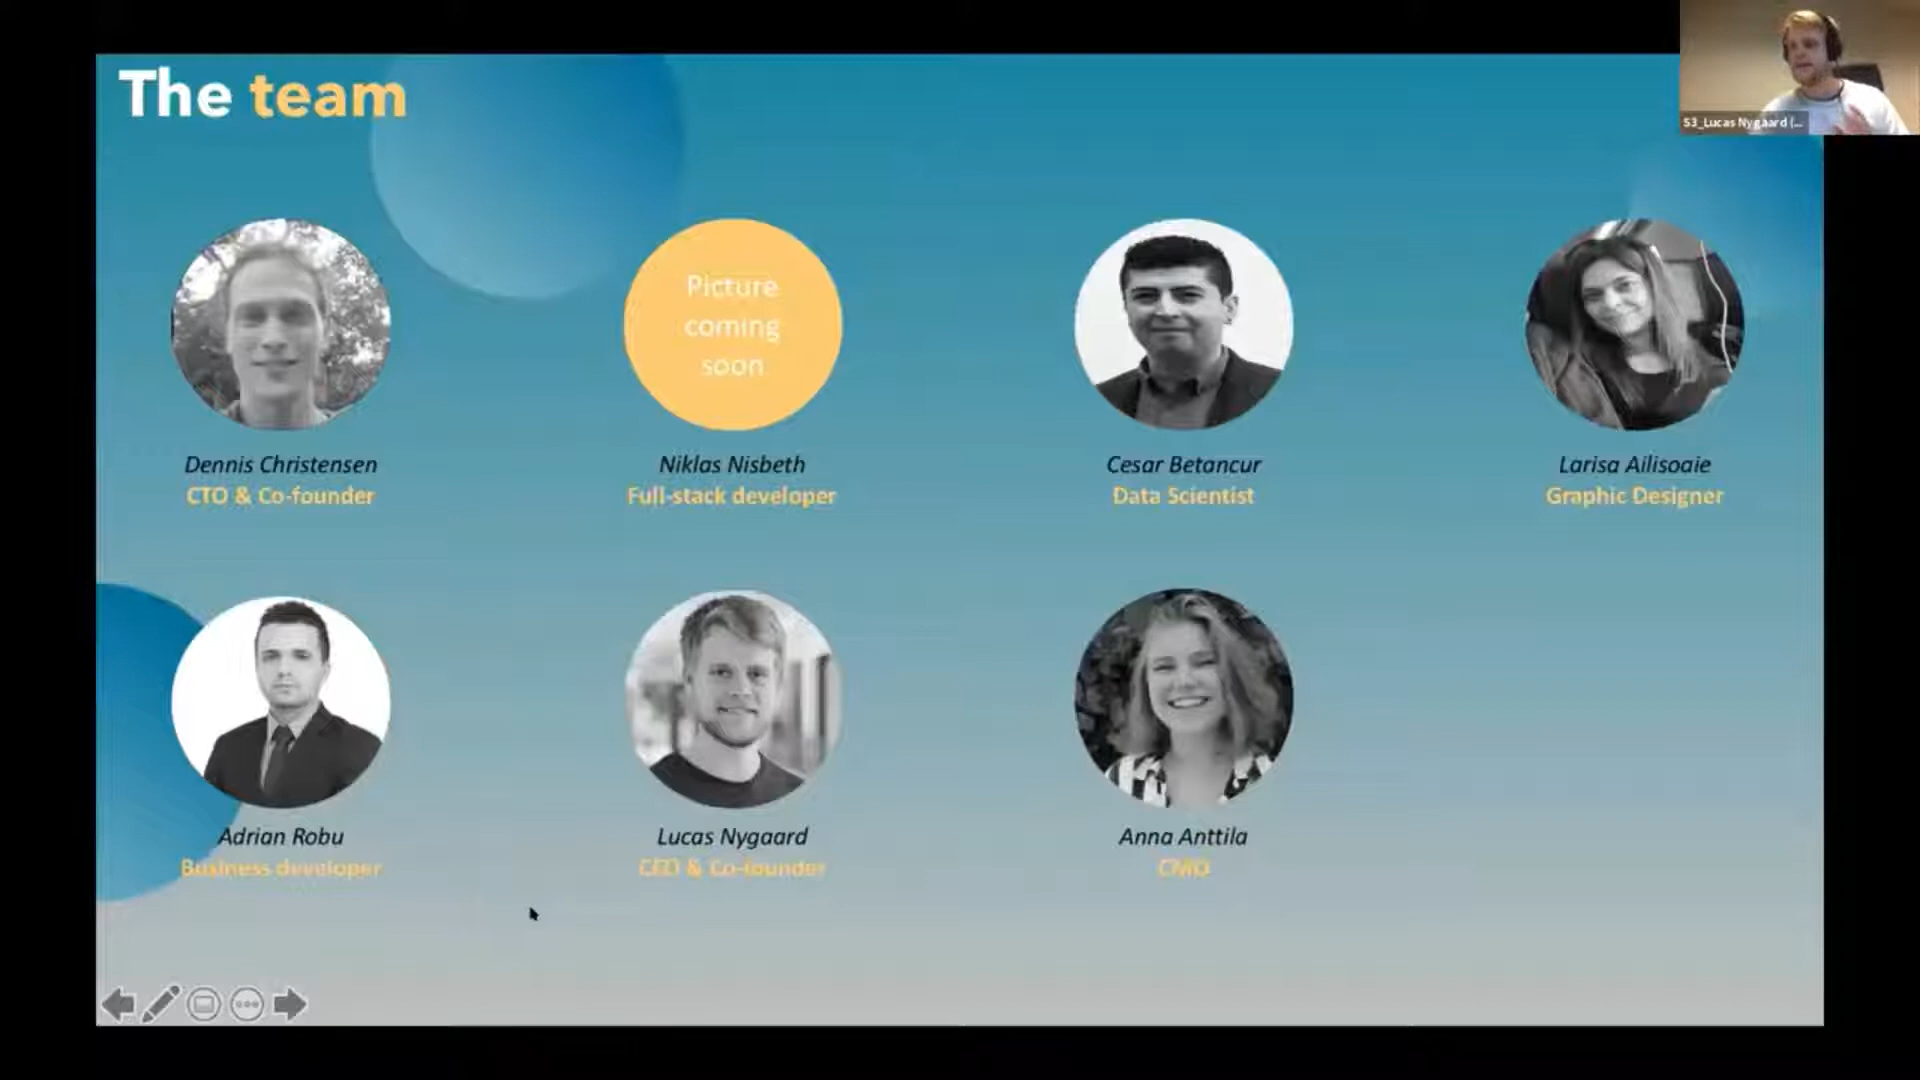 The team
S3_Lucas Nygaard (...
Picture
coming
soon
Dennis Christensen
CTO & Co-founder
Niklas Nisbeth
Full-stack developer
Cesar Betancur
Data Scientist
Larisa Ailisoaie
Graphic Designer
Adrian Robu
Business developer
Lucas Nygaard
CEO & Co-founder
Anna Anttila
CMO